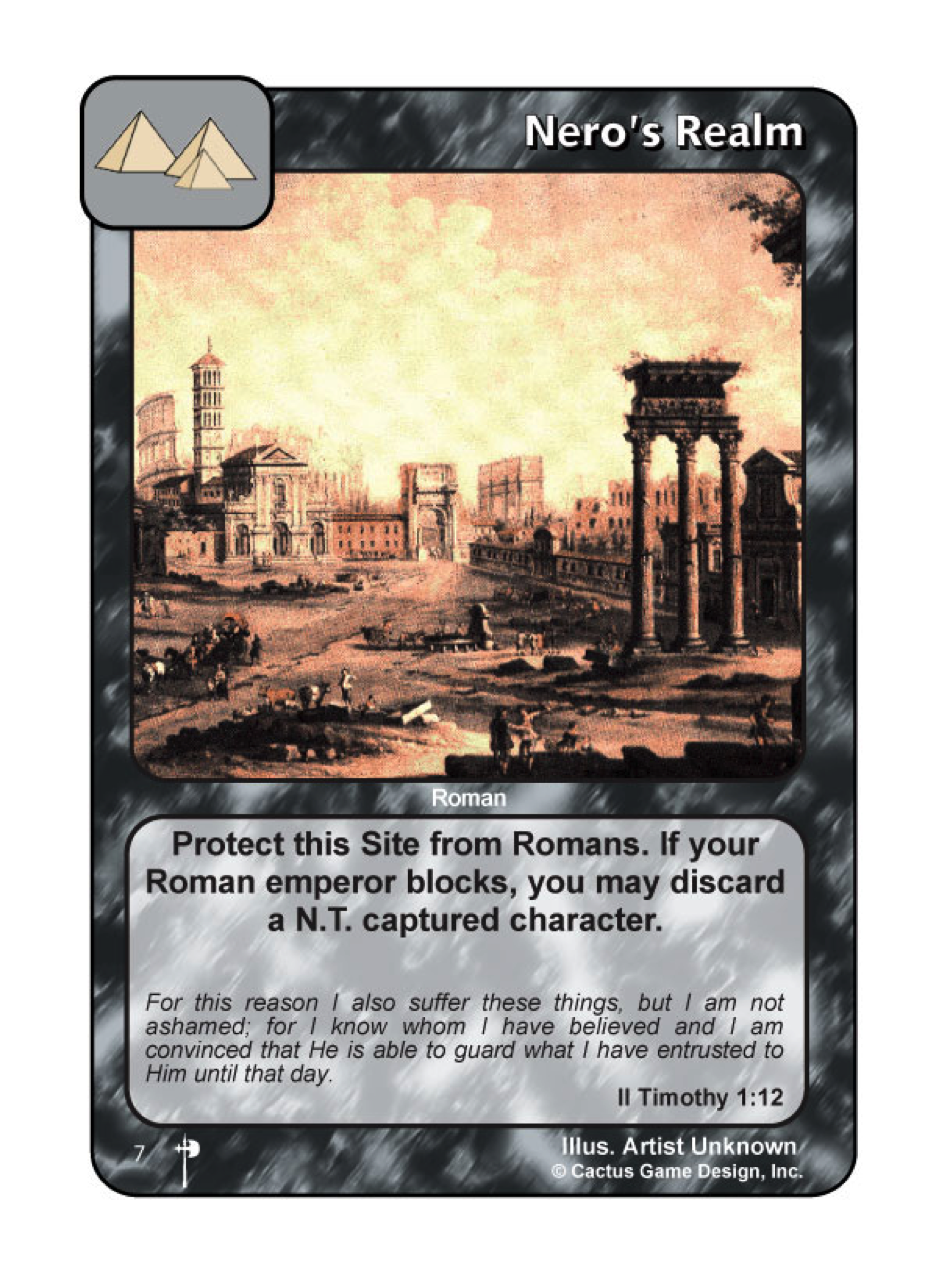 Nero's Realm
Roman
Protect this Site from Romans. If your
Roman emperor blocks, you may discard
a N.T. captured character.
For this reason I also suffer these things, but I am not
ashamed; for I know whom I have believed and I am
convinced that He is able to guard what I have entrusted to
Him until that day.
II Timothy 1:12
7
Illus. Artist Unknown
© Cactus Game Design, Inc.